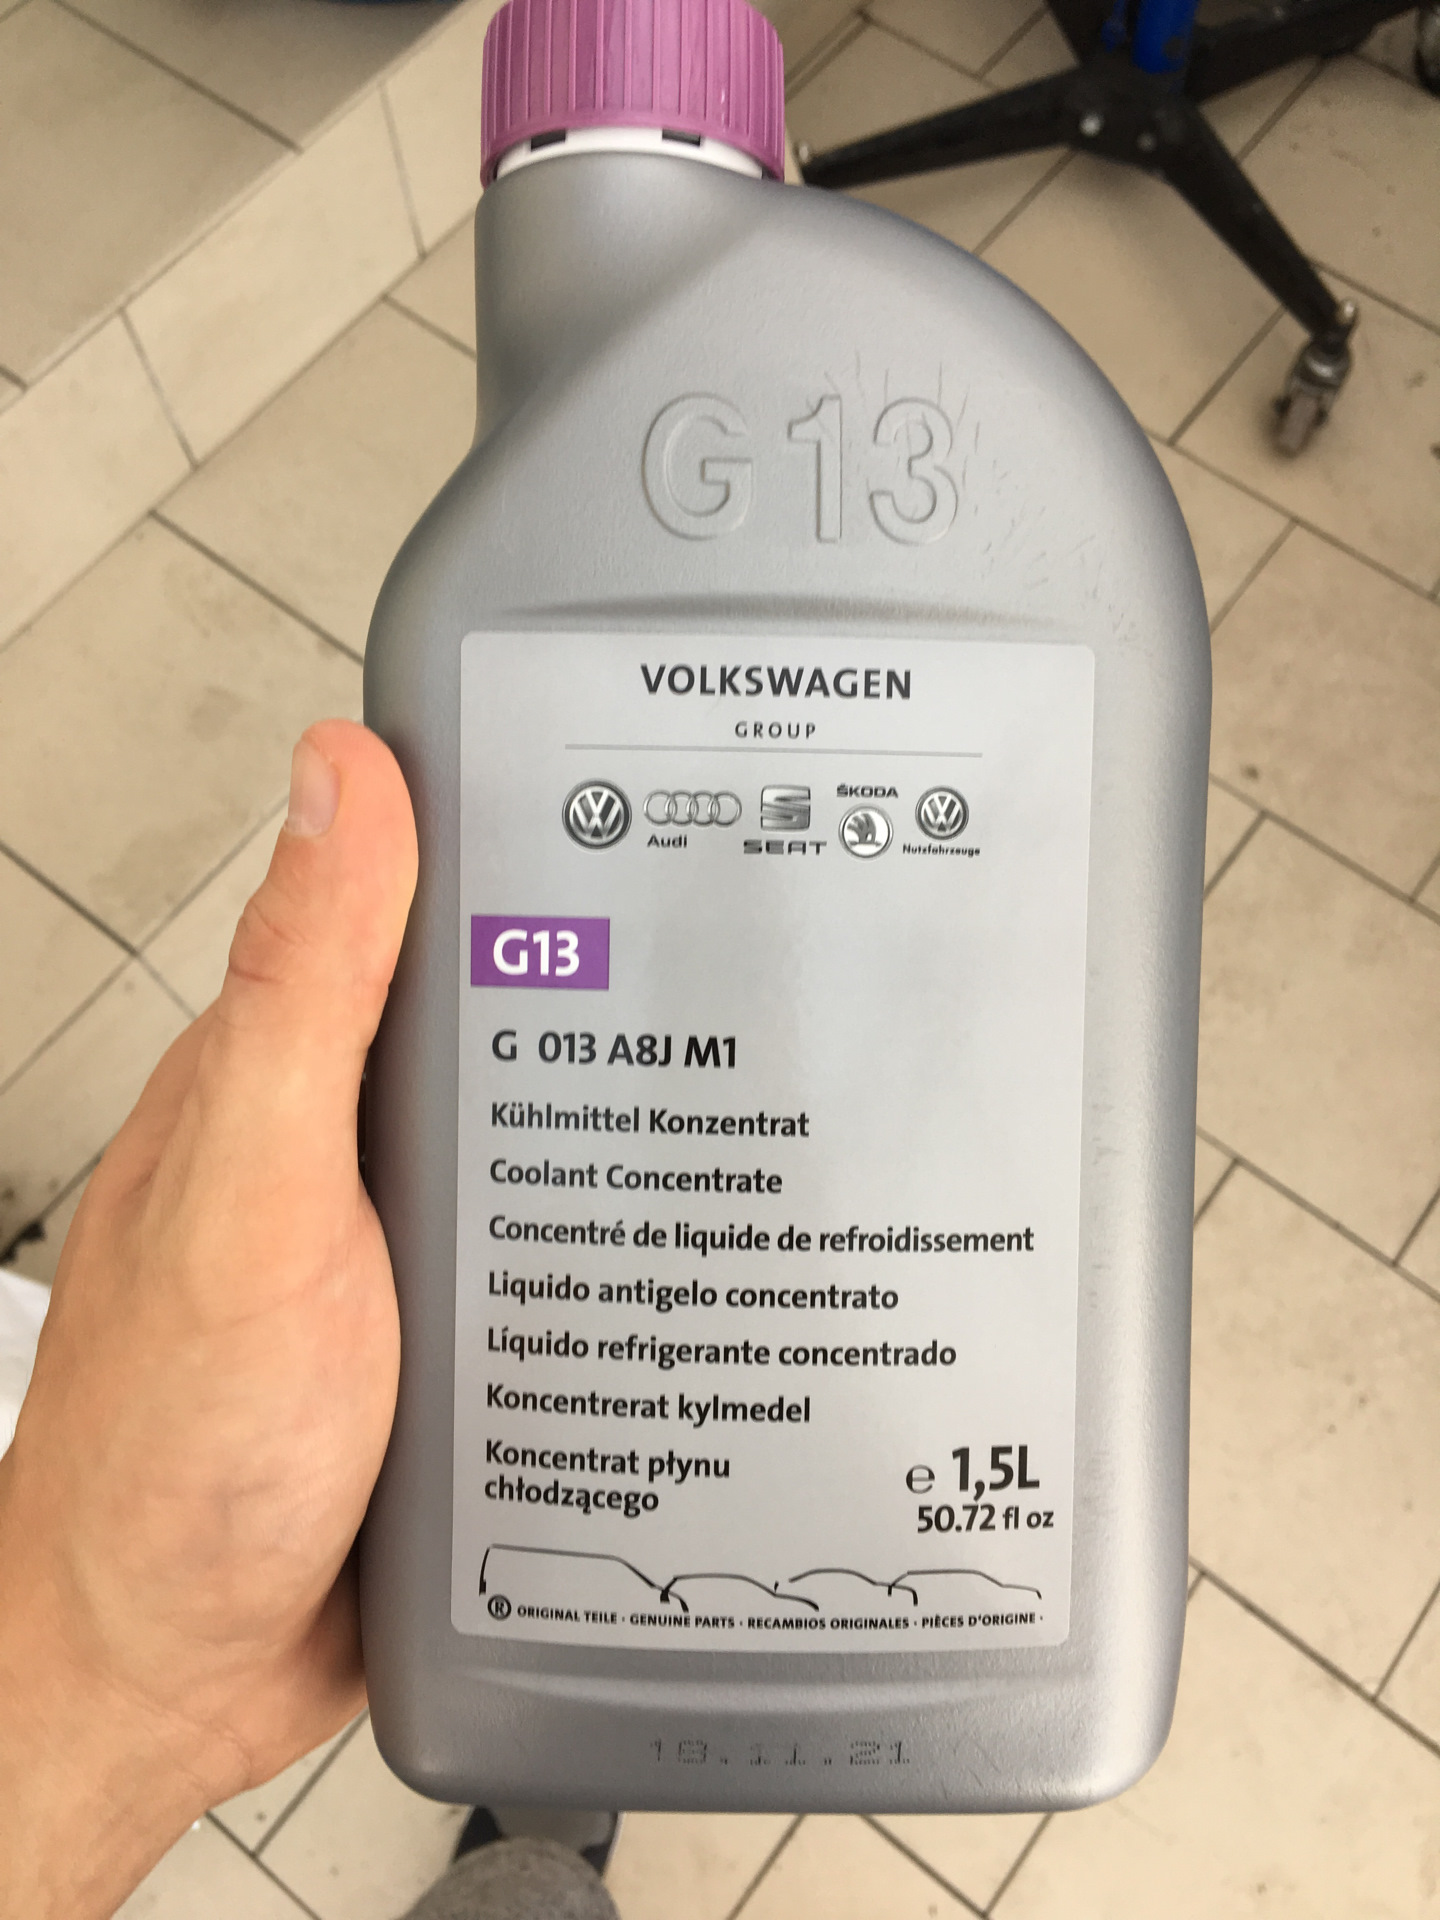 G13
VOLKSWAGEN
GROUP
Audi
SEAT
ŠKODA
Nutzfahrzeuge
G13
G 013 A8J M1
Kühlmittel Konzentrat
Coolant Concentrate
Concentré de liquide de refroidissement
Liquido antigelo concentrato
Líquido refrigerante concentrado
Koncentrerat kylmedel
Koncentrat płynu
chłodzącego
e 1,5L
50.72 fl oz
® ORIGINAL TEILE · GENUINE PARTS · RECAMBIOS ORIGINALES · PIÈCES D'ORIGINE ·